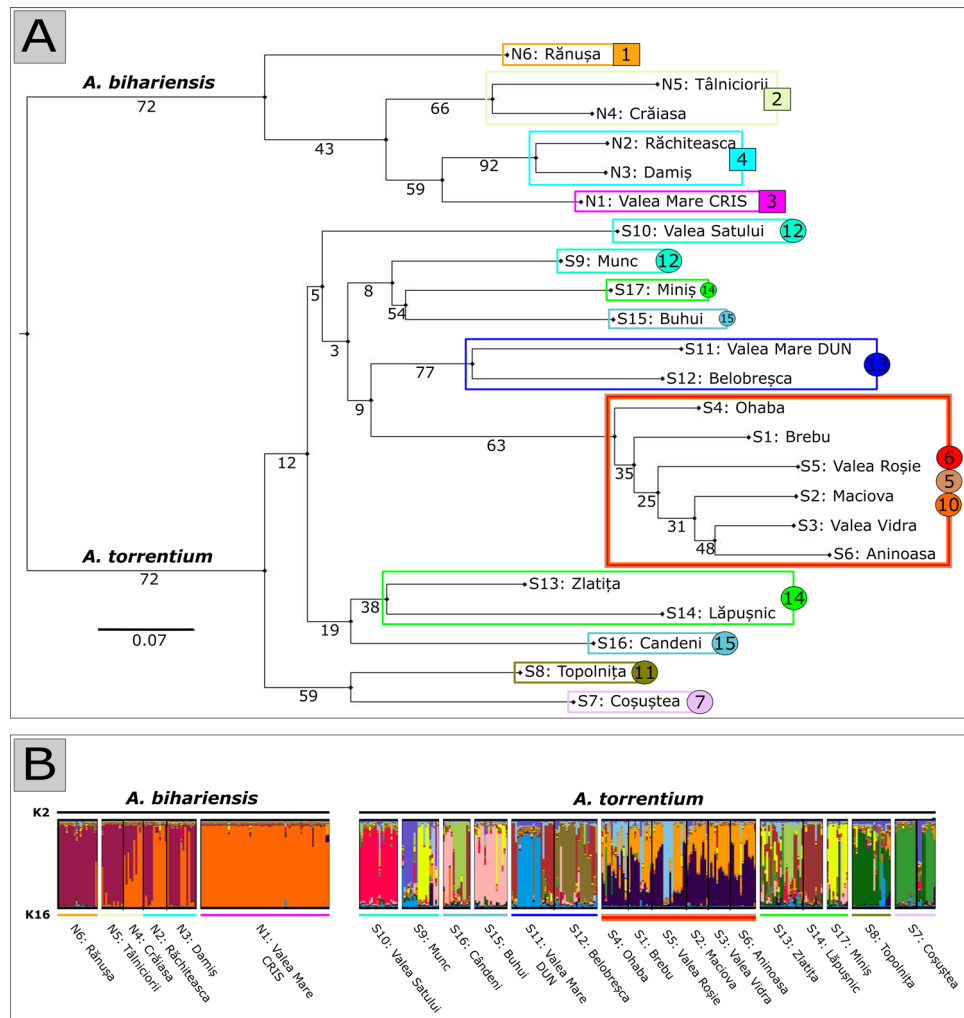 A
N6: Rănușa 1
A. bihariensis
N5: Tâlniciorii
72
66
2
N4: Crăiasa
43
N2: Răchiteasca
92
4
N3: Damiș
59
N1: Valea Mare CRIS 3
S10: Valea Satului 12
S9: Munc 12
5
8
S17: Miniș 14
54
S15: Buhui 15
3
S11: Valea Mare DUN
77
13
S12: Belobreșca
9
S4: Ohaba
63
S1: Brebu
12
6
35
S5: Valea Roșie
5
25
S2: Maciova
10
31
S3: Valea Vidra
48
A. torrentium
S6: Aninoasa
72
S13: Zlatița
38
14
S14: Lăpușnic
19
0.07
S16: Candeni 15
S8: Topolnița 11
59
S7: Coșuștea 7
B
A. bihariensis
A. torrentium
K2
K16
N6: Rănușa
N5: Tâlniciorii
N4: Crăiasa
N2: Răchiteasca
N3: Damiș
N1: Valea Mare
CRIS
S10: Valea Satului
S9: Munc
S16: Cândeni
S15: Buhui
S11: Valea Mare
DUN
S12: Belobreșca
S4: Ohaba
S1: Brebu
S5: Valea Roșie
S2: Maciova
S3: Valea Vidra
S6: Aninoasa
S13: Zlatița
S14: Lăpușnic
S17: Miniș
S8: Topolnița
S7: Coșuștea